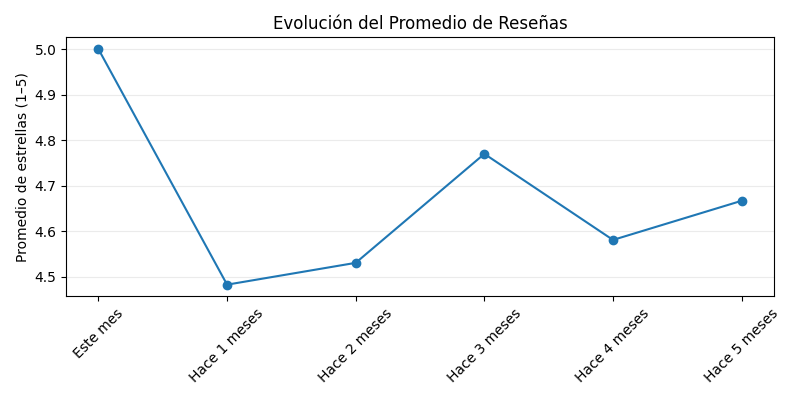 Evolución del Promedio de Reseñas
Promedio de estrellas (1–5)
5.0
4.9
4.8
4.7
4.6
4.5
Este mes
Hace 1 meses
Hace 2 meses
Hace 3 meses
Hace 4 meses
Hace 5 meses